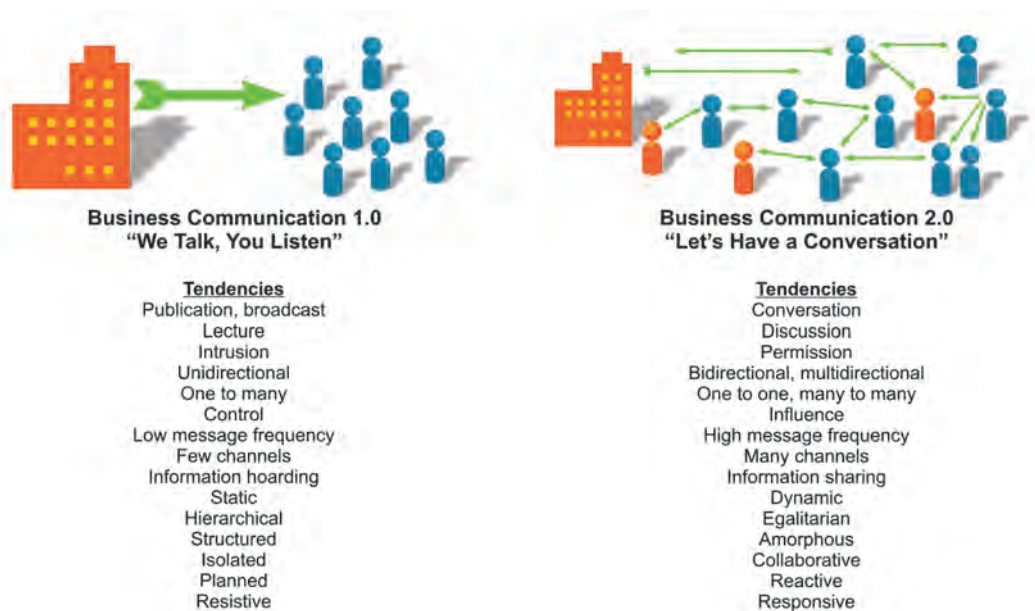 Business Communication 1.0
“We Talk, You Listen”
Tendencies
Publication, broadcast
Lecture
Intrusion
Unidirectional
One to many
Control
Low message frequency
Few channels
Information hoarding
Static
Hierarchical
Structured
Isolated
Planned
Resistive
Business Communication 2.0
“Let’s Have a Conversation”
Tendencies
Conversation
Discussion
Permission
Bidirectional, multidirectional
One to one, many to many
Influence
High message frequency
Many channels
Information sharing
Dynamic
Egalitarian
Amorphous
Collaborative
Reactive
Responsive